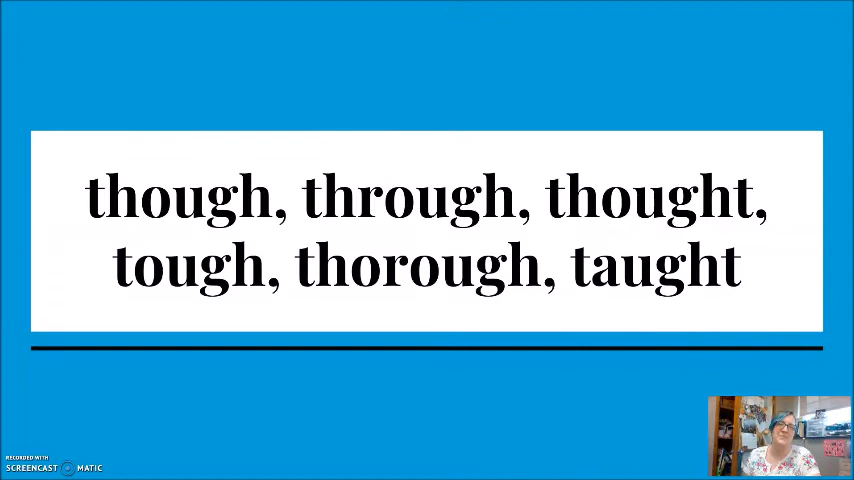 though, through, thought,
tough, thorough, taught
RECORDED WITH
SCREENCAST MATIC